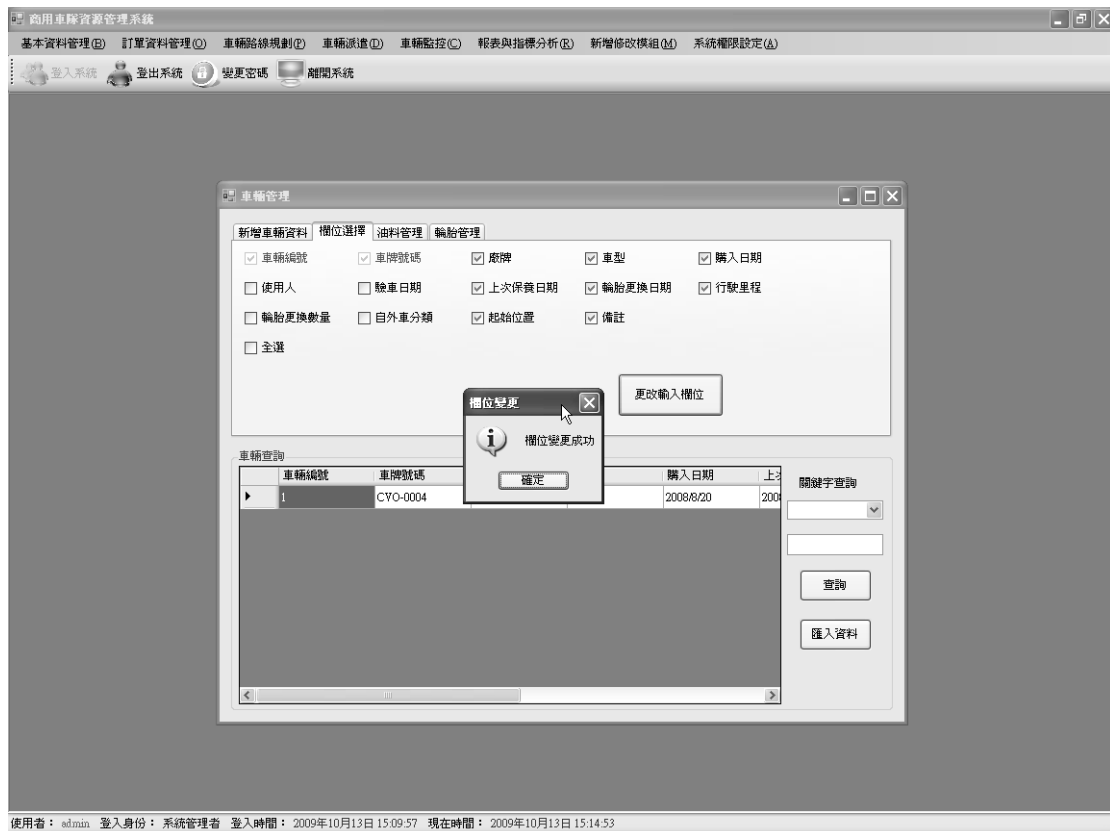 商用車隊資源管理系統
基本資料管理(B) 訂單資料管理(O) 車輛路線規劃(P) 車輛派遣(D) 車輛監控(C) 報表與指標分析(R) 新增修改模組(M) 系統權限設定(A)
登入系統 登出系統 變更密碼 離開系統
車輛管理
新增車輛資料 欄位選擇 油料管理 輪胎管理
車輛編號 車牌號碼 廠牌 車型 購入日期
使用人 驗車日期 上次保養日期 輪胎更換日期 行駛里程
輪胎更換數量 自外車分類 起始位置 備註
全選
更改輸入欄位
欄位變更
欄位變更成功
確定
車輛查詢
車輛編號 車牌號碼 購入日期
1 CVO-0004 2008/8/20
關鍵字查詢
查詢
匯入資料
使用者： admin 登入身份： 系統管理者 登入時間： 2009年10月13日 15:09:57 現在時間： 2009年10月13日 15:14:53